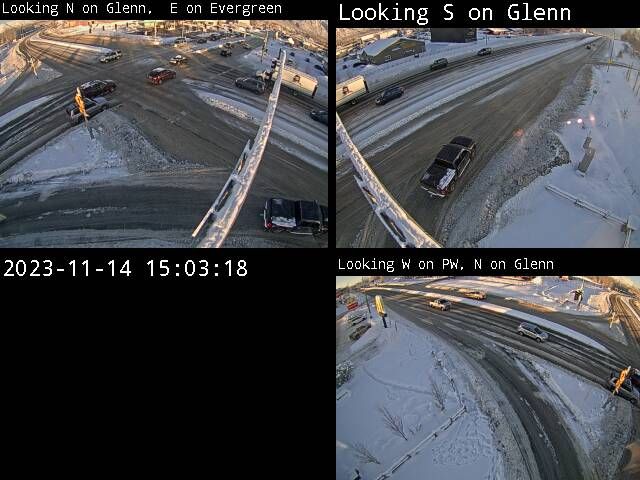 Looking N on Glenn,  E on Evergreen
Looking S on Glenn
2023-11-14 15:03:18
Looking W on PW, N on Glenn